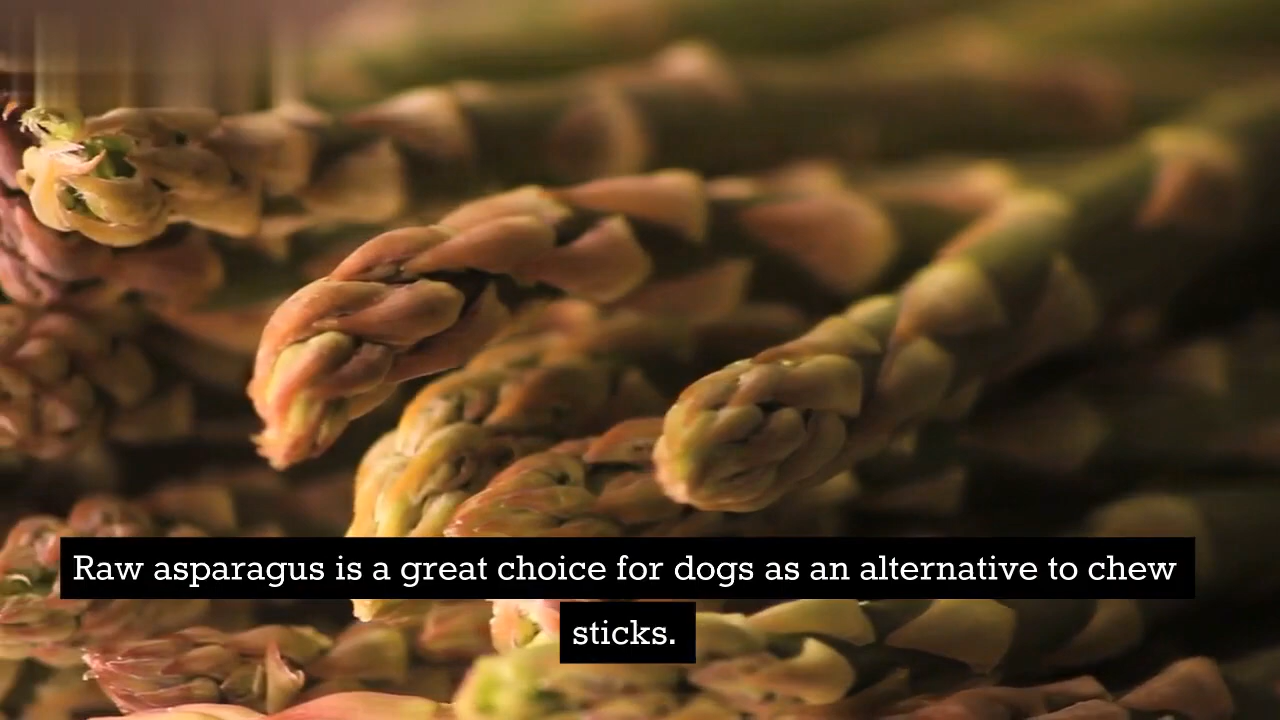 Raw asparagus is a great choice for dogs as an alternative to chew
sticks.